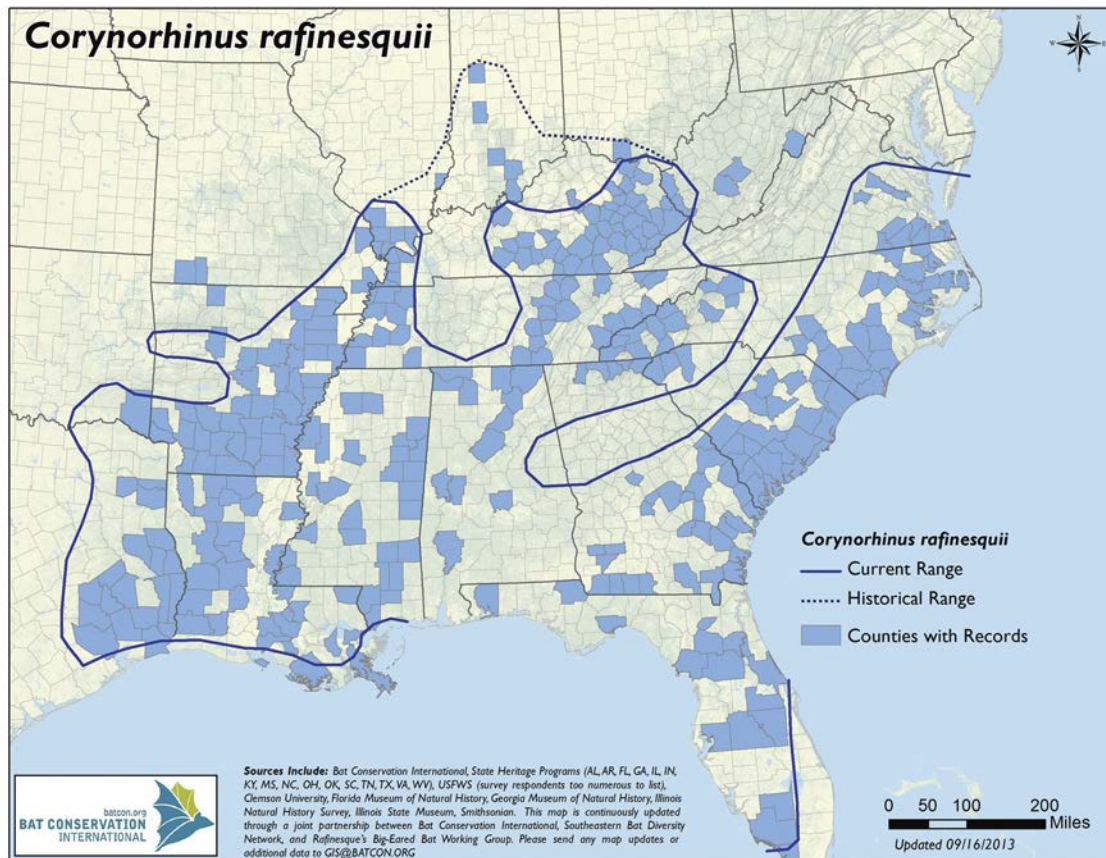 Corynorhinus rafinesquii
N
W
E
S
Corynorhinus rafinesquii
Current Range
Historical Range
Counties with Records
batcon.org
BAT CONSERVATION
INTERNATIONAL
Sources Include: Bat Conservation International, State Heritage Programs (AL, AR, FL, GA, IL, IN,
KY, MS, NC, OH, OK, SC, TN, TX, VA, WV), USFWS (survey respondents too numerous to list),
Clemson University, Florida Museum of Natural History, Georgia Museum of Natural History, Illinois
Natural History Survey, Illinois State Museum, Smithsonian. This map is continuously updated
through a joint partnership between Bat Conservation International, Southeastern Bat Diversity
Network, and Rafinesque's Big-Eared Bat Working Group. Please send any map updates or
additional data to GIS@BATCON.ORG
0 50 100 200
Miles
Updated 09/16/2013